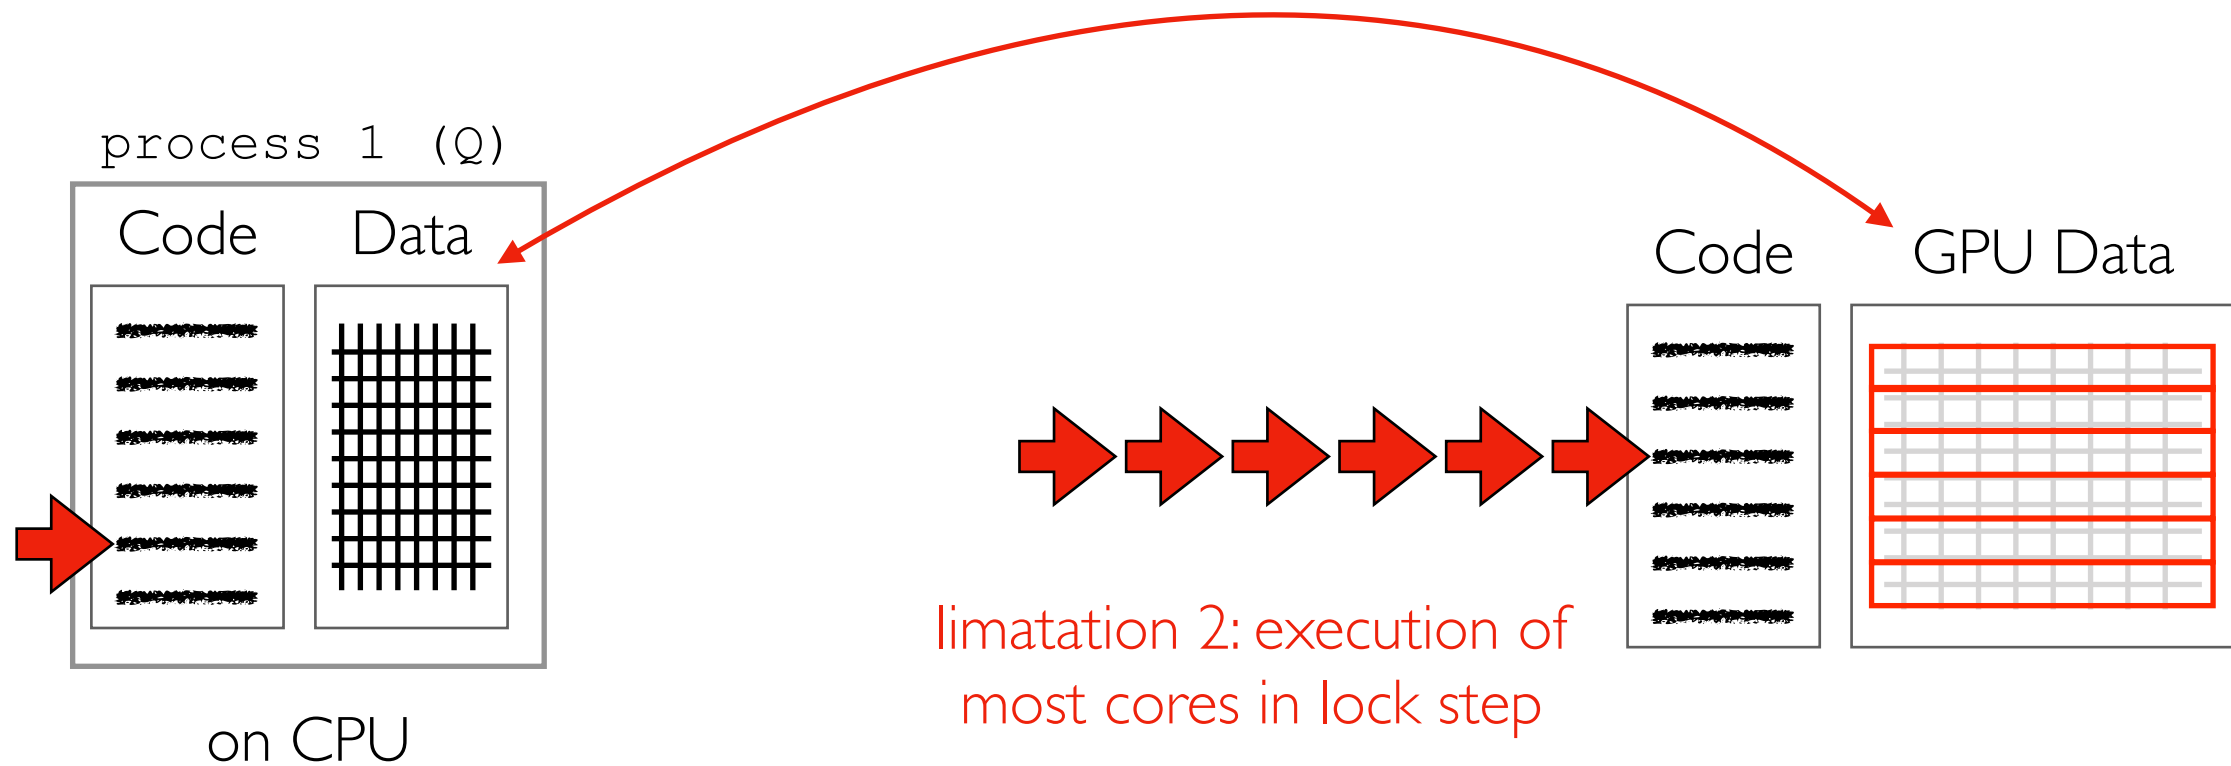 process 1 (Q)
Code Data
Code GPU Data
limatation 2: execution of
most cores in lock step
on CPU